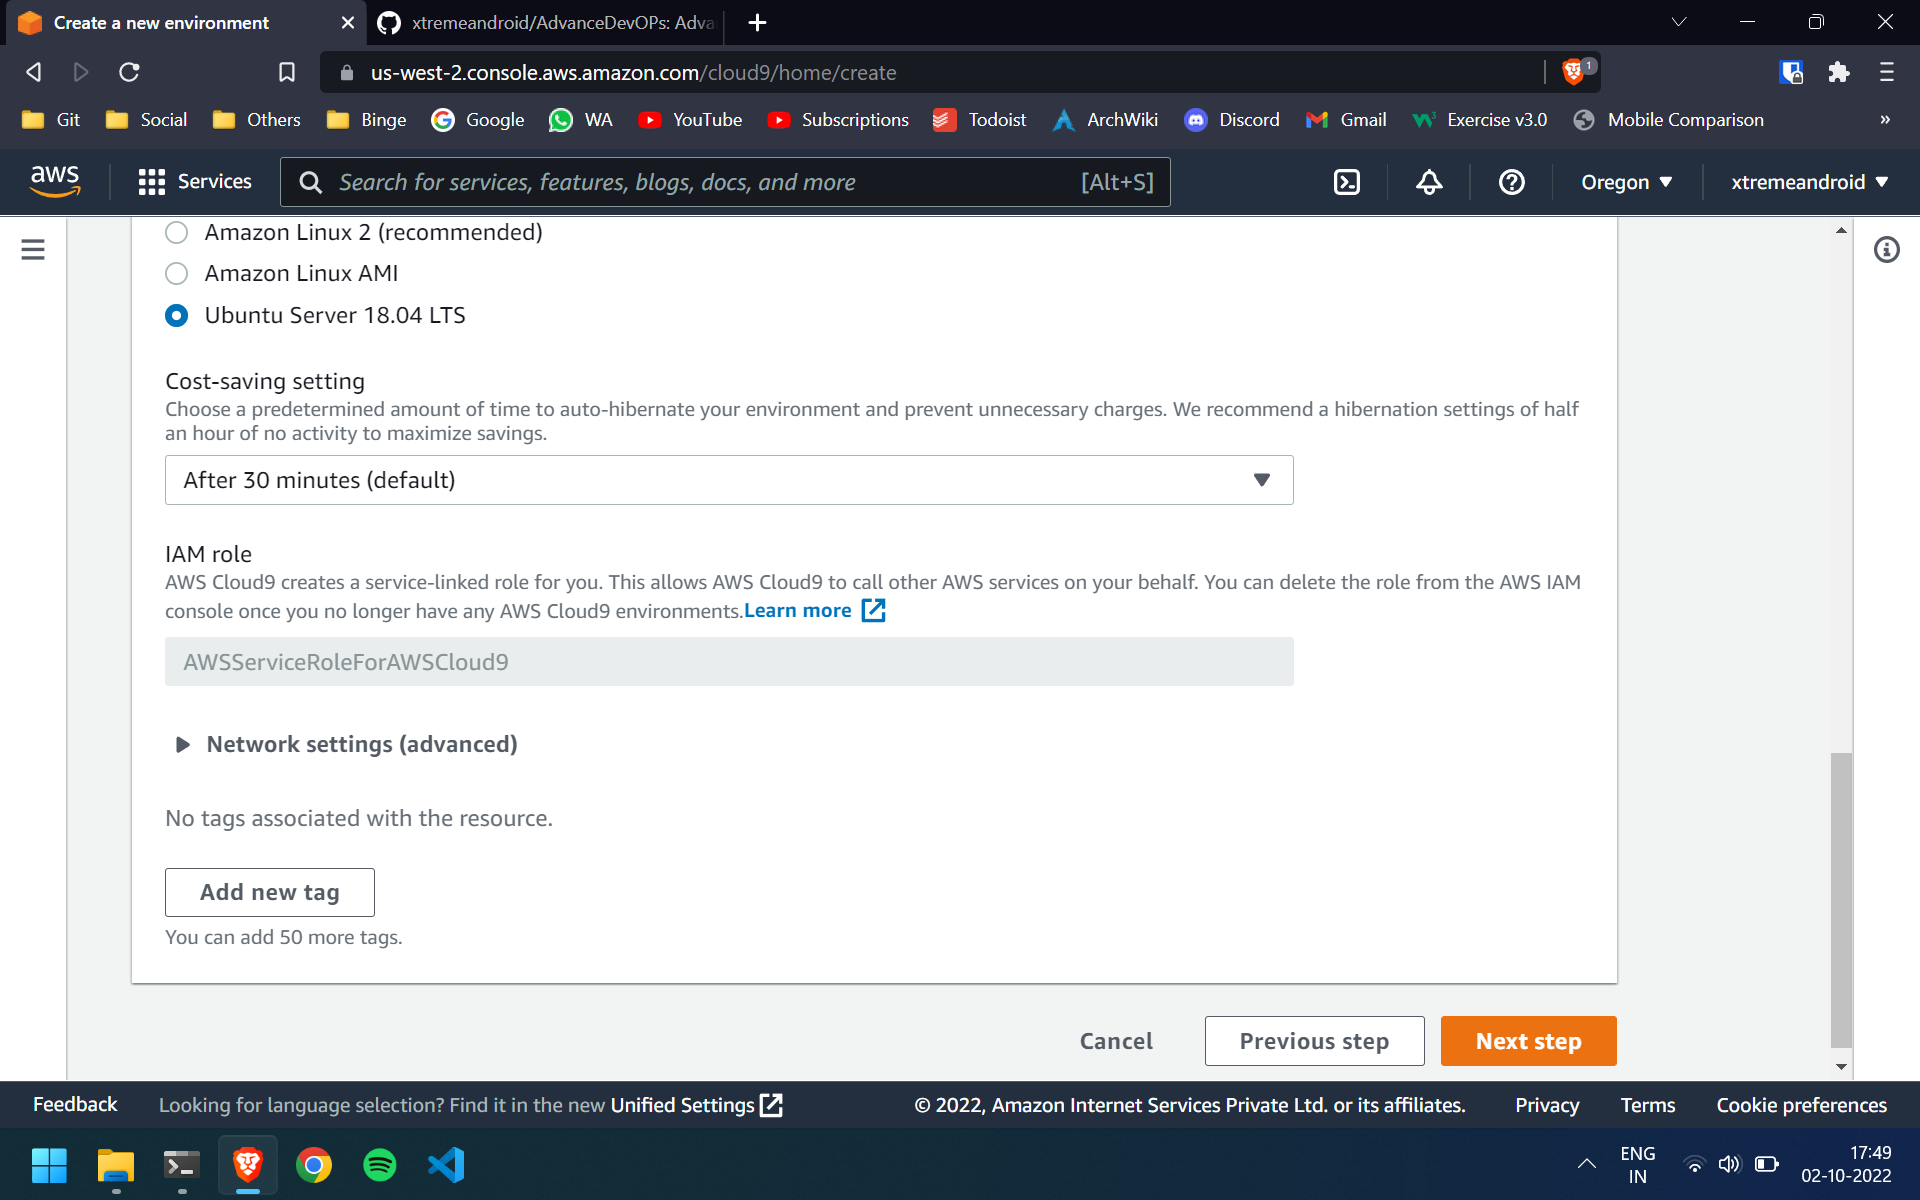 Create a new environment
xtremeandroid/AdvanceDevOPs: Adva
us-west-2.console.aws.amazon.com/cloud9/home/create
1
Git
Social
Others
Binge
Google
WA
YouTube
Subscriptions
Todoist
ArchWiki
Discord
Gmail
Exercise v3.0
Mobile Comparison
»
aws
Services
Search for services, features, blogs, docs, and more
[Alt+S]
Oregon
xtremeandroid
Amazon Linux 2 (recommended)
Amazon Linux AMI
Ubuntu Server 18.04 LTS
Cost-saving setting
Choose a predetermined amount of time to auto-hibernate your environment and prevent unnecessary charges. We recommend a hibernation settings of half
an hour of no activity to maximize savings.
After 30 minutes (default)
IAM role
AWS Cloud9 creates a service-linked role for you. This allows AWS Cloud9 to call other AWS services on your behalf. You can delete the role from the AWS IAM
console once you no longer have any AWS Cloud9 environments.Learn more
AWSServiceRoleForAWSCloud9
Network settings (advanced)
No tags associated with the resource.
Add new tag
You can add 50 more tags.
Cancel
Previous step
Next step
Feedback
Looking for language selection? Find it in the new Unified Settings
© 2022, Amazon Internet Services Private Ltd. or its affiliates.
Privacy
Terms
Cookie preferences
ENG
IN
17:49
02-10-2022